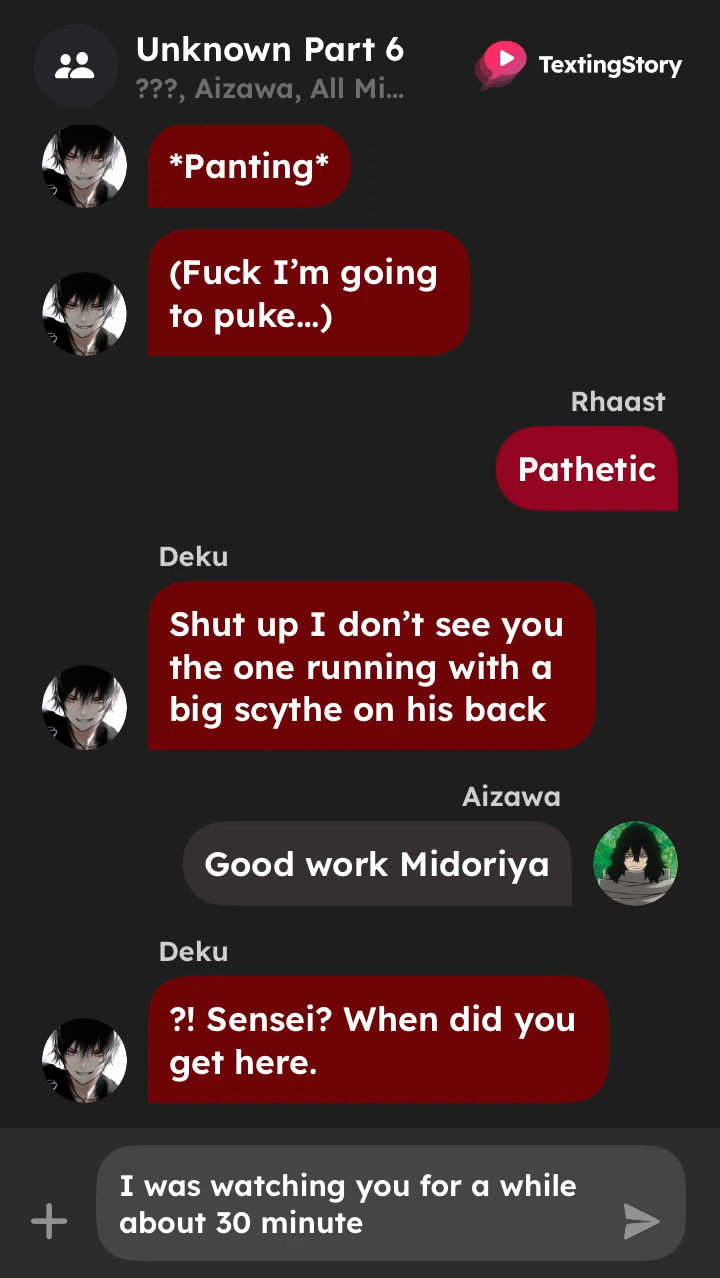 Unknown Part 6
???, Aizawa, All Mi...
TextingStory
*Panting*
(Fuck I’m going
to puke...)
Rhaast
Pathetic
Deku
Shut up I don’t see you
the one running with a
big scythe on his back
Aizawa
Good work Midoriya
Deku
?! Sensei? When did you
get here.
I was watching you for a while
about 30 minute